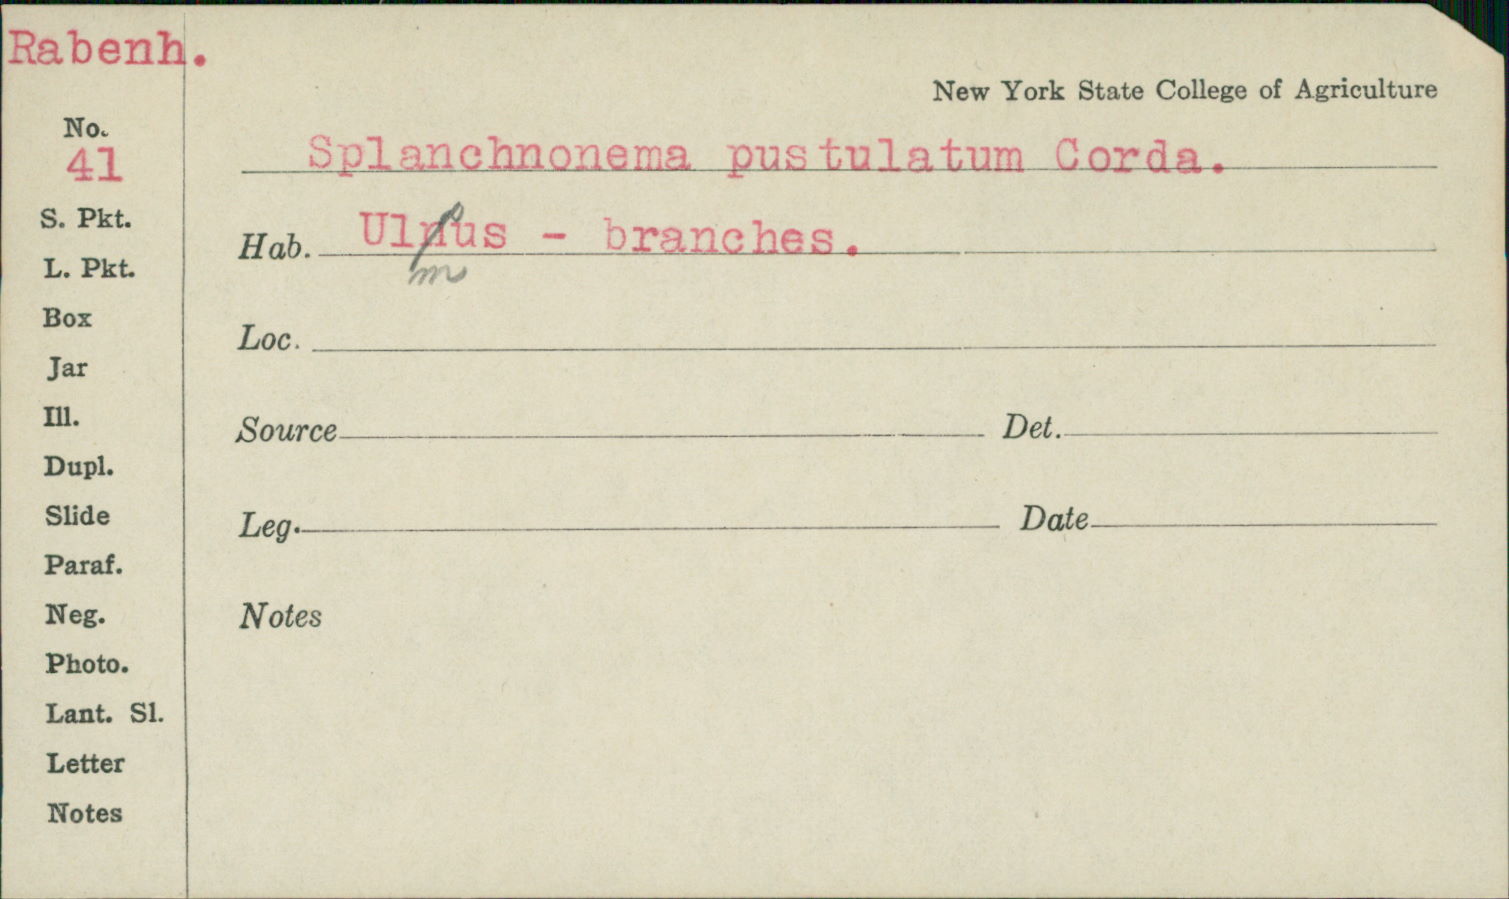 Rabenh.
New York State College of Agriculture
No.
41
Splanchnonema pustulatum Corda.
S. Pkt.
Hab. Ulnus - branches.
m
L. Pkt.
Box
Loc.
Jar
Ill.
Source Det.
Dupl.
Slide
Leg. Date
Paraf.
Neg.
Notes
Photo.
Lant. Sl.
Letter
Notes